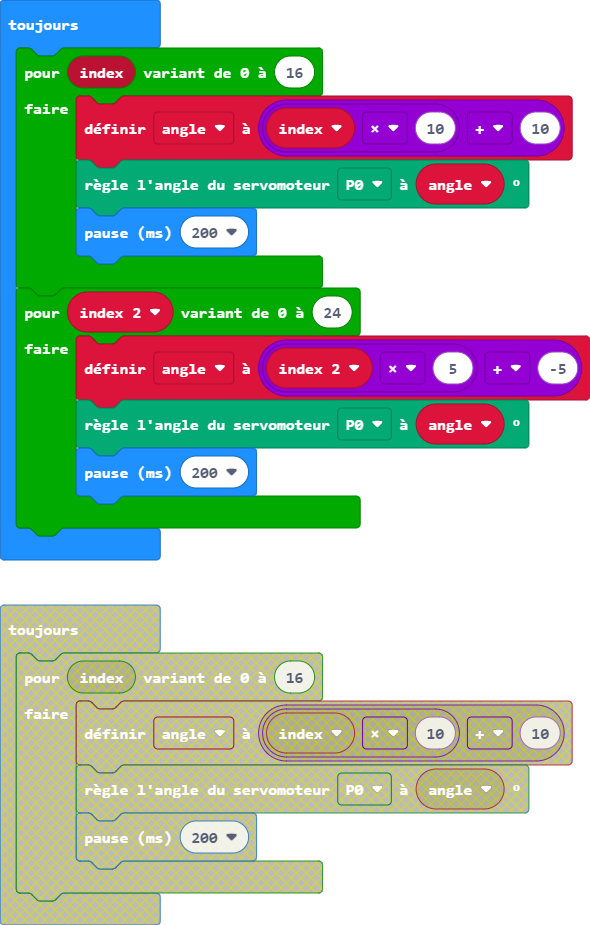 toujours
pour index variant de 0 à 16
faire
définir angle à index × 10 + 10
règle l'angle du servomoteur P0 à angle °
pause (ms) 200
pour index 2 variant de 0 à 24
faire
définir angle à index 2 × 5 + -5
règle l'angle du servomoteur P0 à angle °
pause (ms) 200
toujours
pour index variant de 0 à 16
faire
définir angle à index × 10 + 10
règle l'angle du servomoteur P0 à angle °
pause (ms) 200